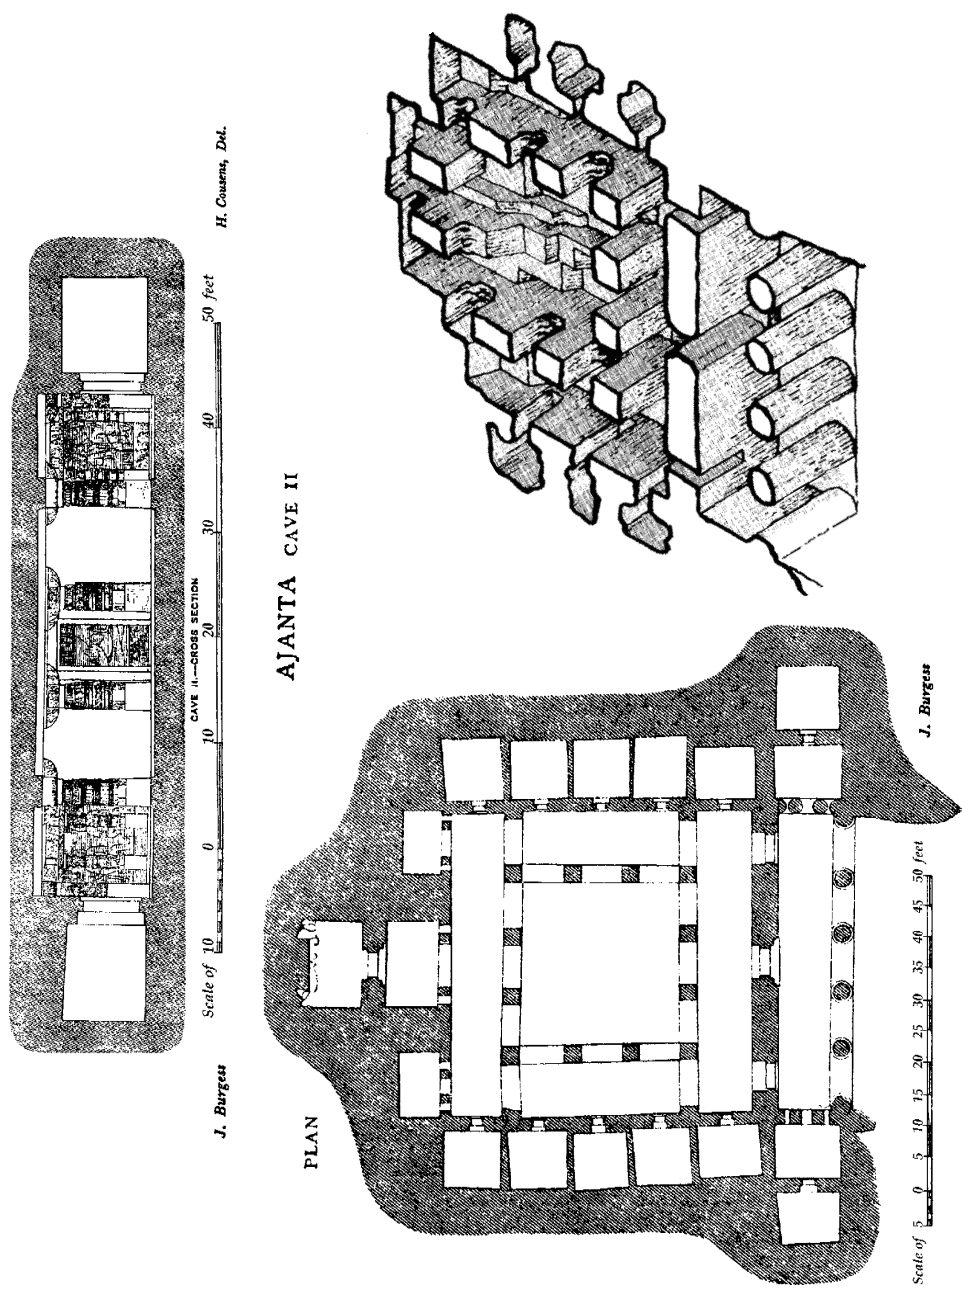 H. Cousens, Del.
CAVE II.—CROSS SECTION
Scale of 10 0 10 20 30 40 50 feet
J. Burgess
AJANTA CAVE II
PLAN
J. Burgess
Scale of 5 0 5 10 15 20 25 30 35 40 45 50 feet